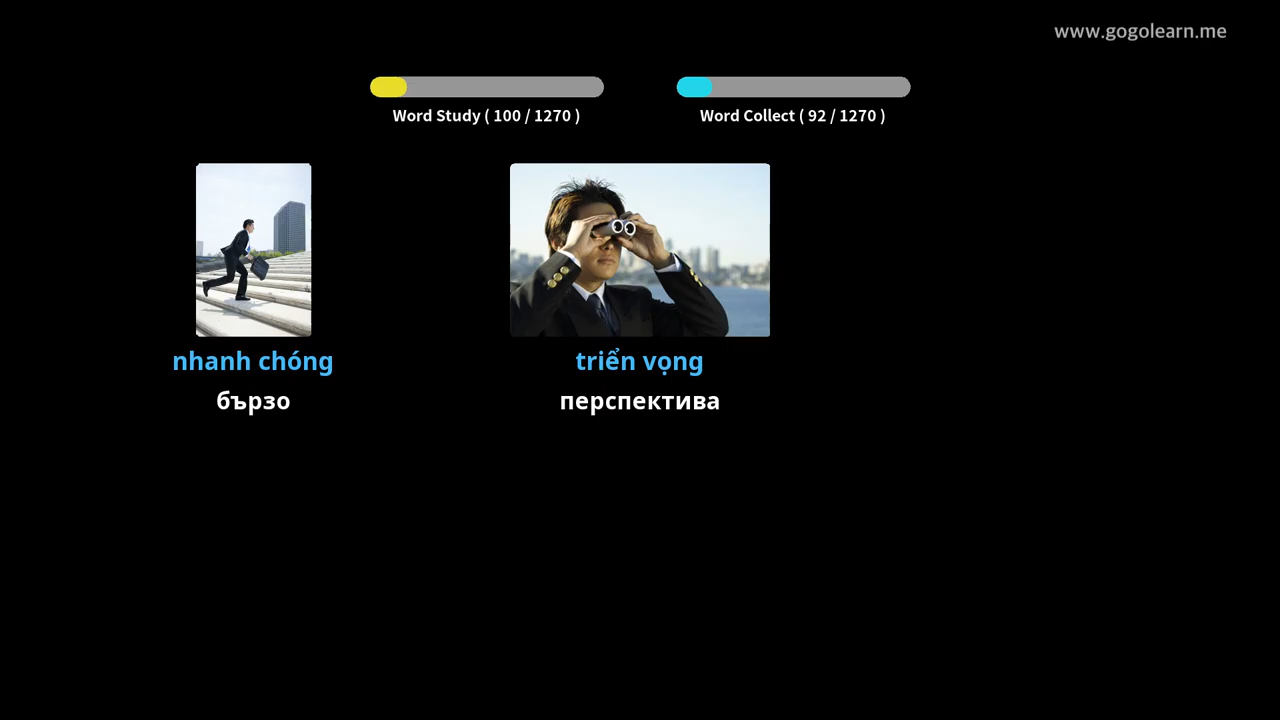 www.gogolearn.me
Word Study ( 100 / 1270 )
Word Collect ( 92 / 1270 )
nhanh chóng
бързо
triển vọng
перспектива